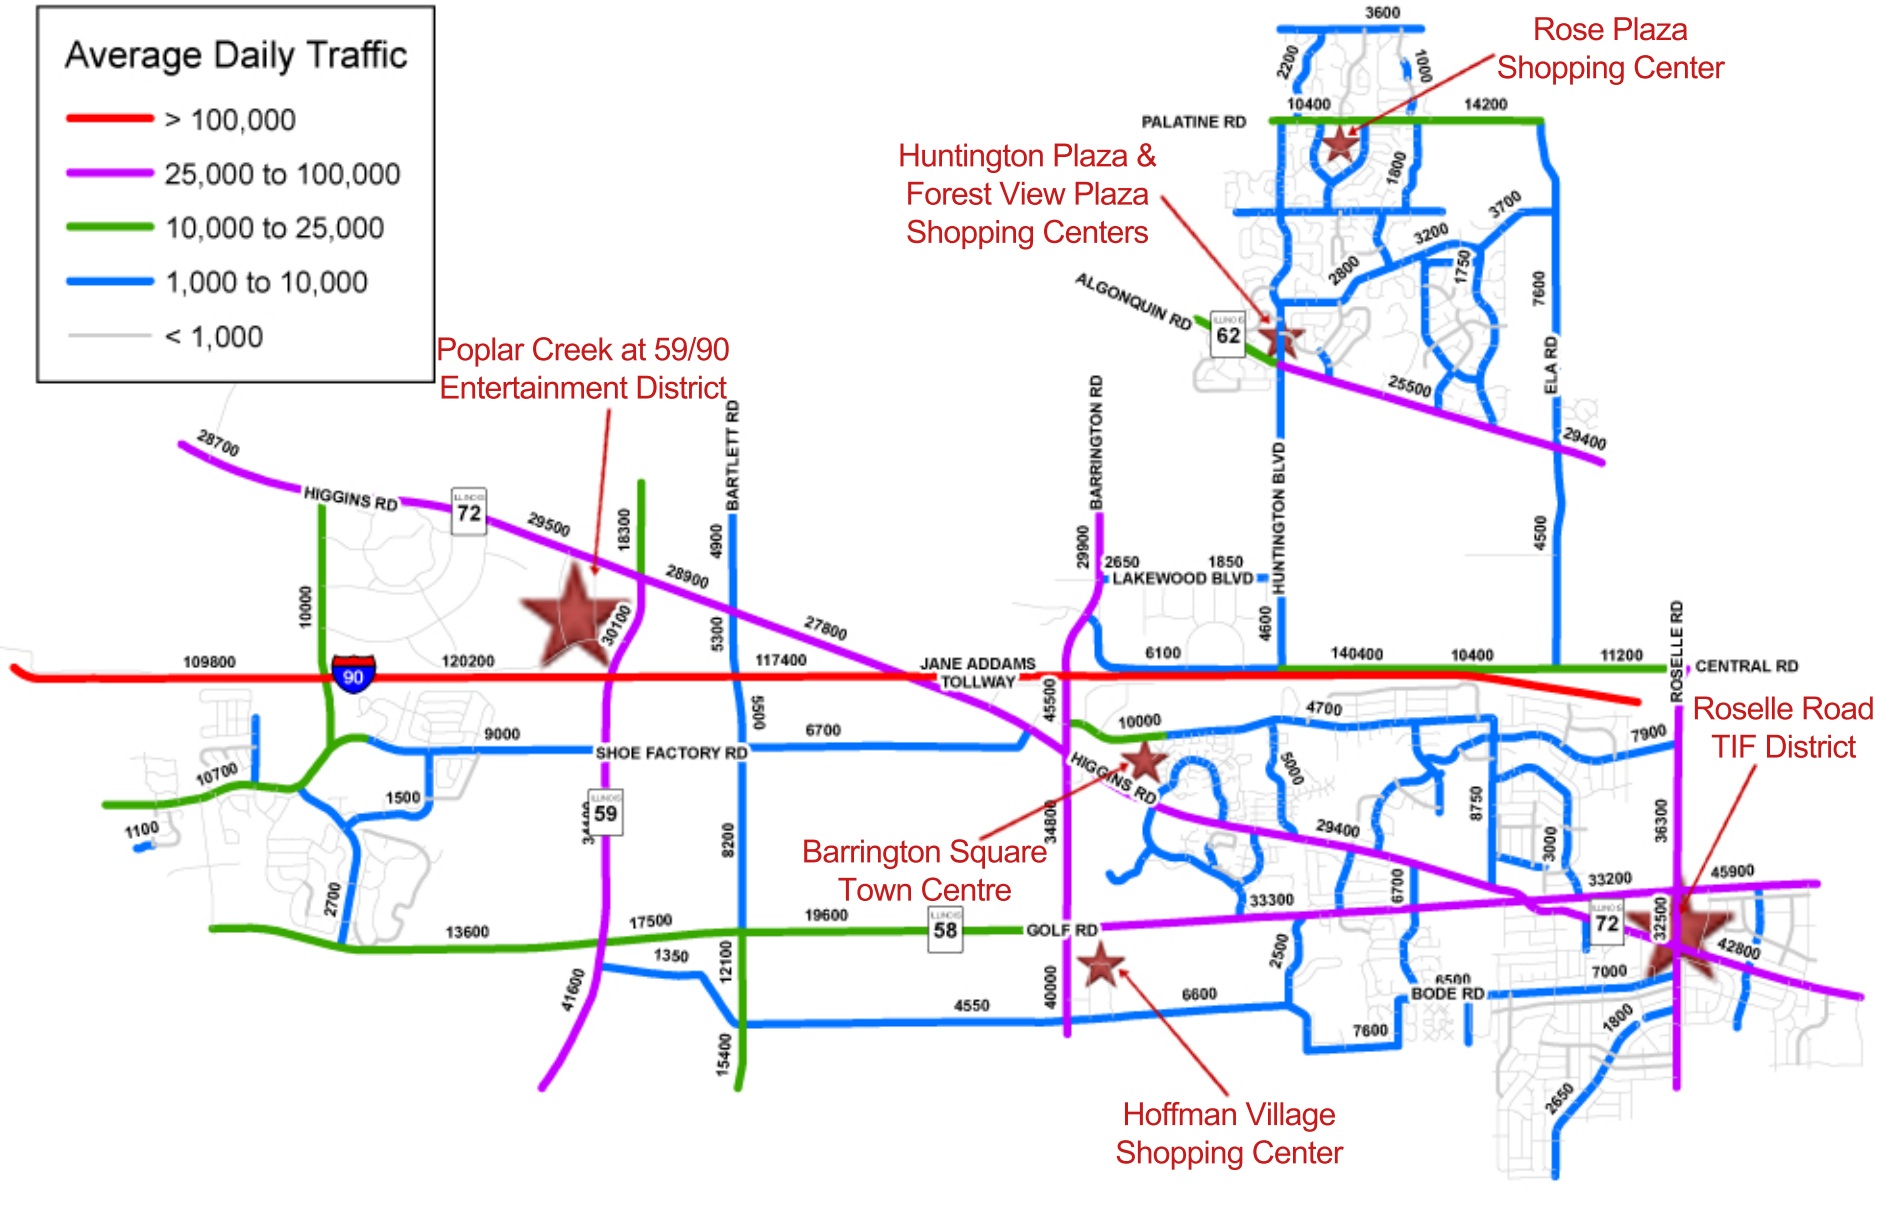 Average Daily Traffic
> 100,000
25,000 to 100,000
10,000 to 25,000
1,000 to 10,000
< 1,000
3600
Rose Plaza
Shopping Center
2200
1000
10400
14200
PALATINE RD
Huntington Plaza &
Forest View Plaza
Shopping Centers
1800
3700
3200
2800
1750
7600
ALGONQUIN RD
ILLINOIS
62
ELA RD
25500
29400
Poplar Creek at 59/90
Entertainment District
BARTLETT RD
BARRINGTON RD
HUNTINGTON BLVD
28700
HIGGINS RD
ILLINOIS
72
29500
18300
4900
28900
29900
2650
1850
LAKEWOOD BLVD
4500
10000
30100
5300
27800
4600
ROSELLE RD
109800
120200
117400
JANE ADDAMS
TOLLWAY
6100
140400
10400
11200
CENTRAL RD
90
5500
45500
10000
4700
7900
Roselle Road
TIF District
9000
SHOE FACTORY RD
6700
HIGGINS RD
5000
8750
10700
1500
1100
ILLINOIS
59
8200
34800
29400
3000
36300
Barrington Square
Town Centre
2700
33300
6700
33200
45900
13600
17500
19600
ILLINOIS
58
GOLF RD
ILLINOIS
72
32500
42800
1350
12100
41600
40000
2500
6500
BODE RD
7000
4550
6600
7600
1800
15400
2650
Hoffman Village
Shopping Center